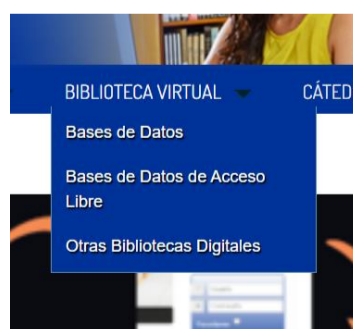 BIBLIOTECA VIRTUAL CÁTED
Bases de Datos
Bases de Datos de Acceso
Libre
Otras Bibliotecas Digitales